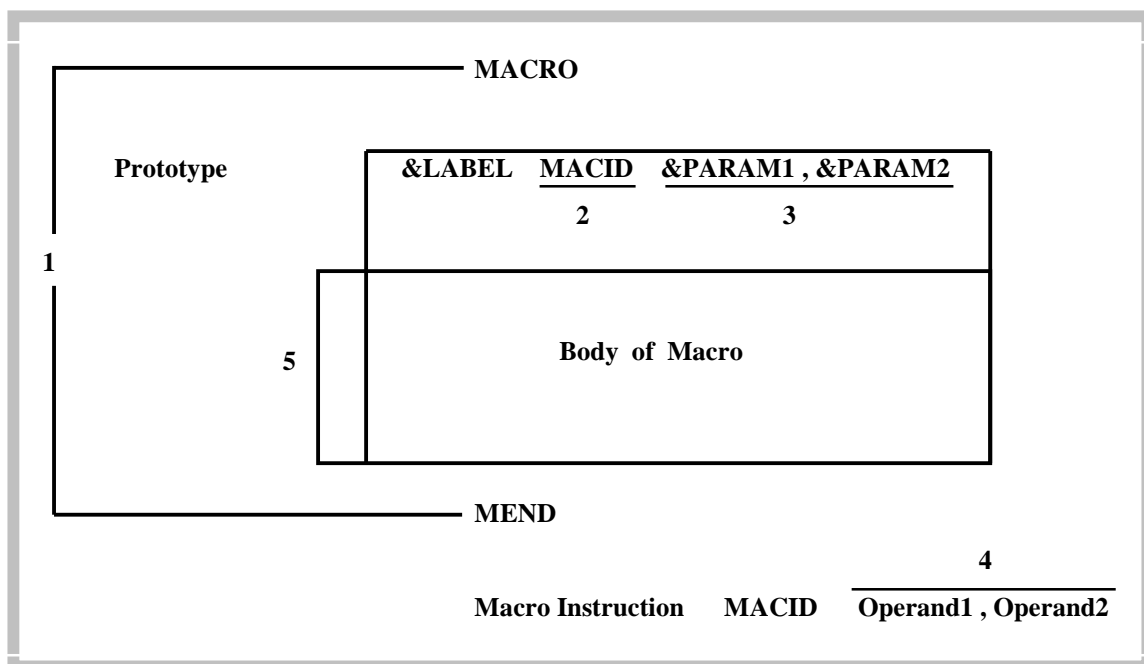 MACRO
Prototype &LABEL MACID &PARAM1 , &PARAM2
2 3
1
5 Body of Macro
MEND
4
Macro Instruction MACID Operand1 , Operand2